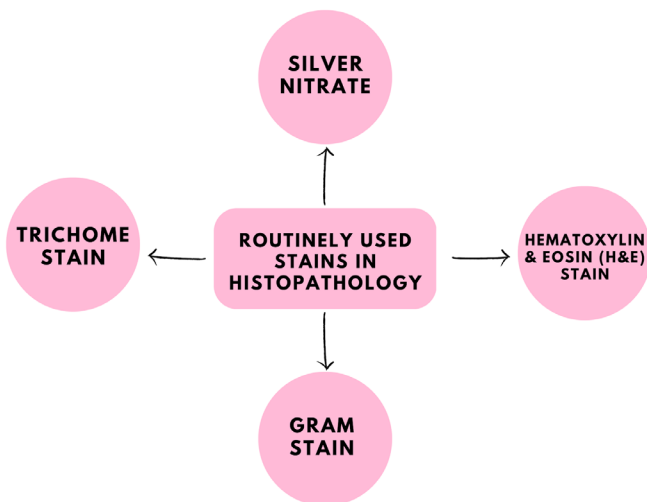 SILVER
NITRATE
TRICHOME
STAIN
ROUTINELY USED
STAINS IN
HISTOPATHOLOGY
HEMATOXYLIN
& EOSIN (H&E)
STAIN
GRAM
STAIN